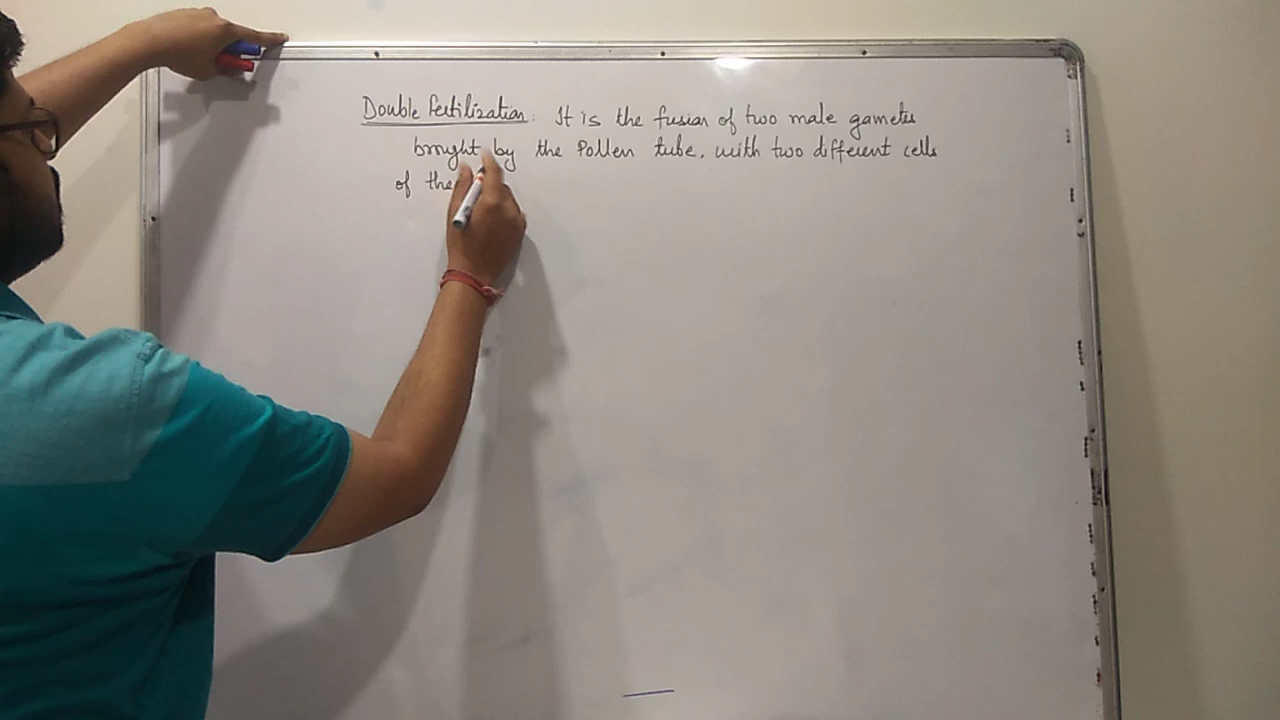 Double Fertilization: It is the fusion of two male gametes
brought by the Pollen tube, with two different cells
of the